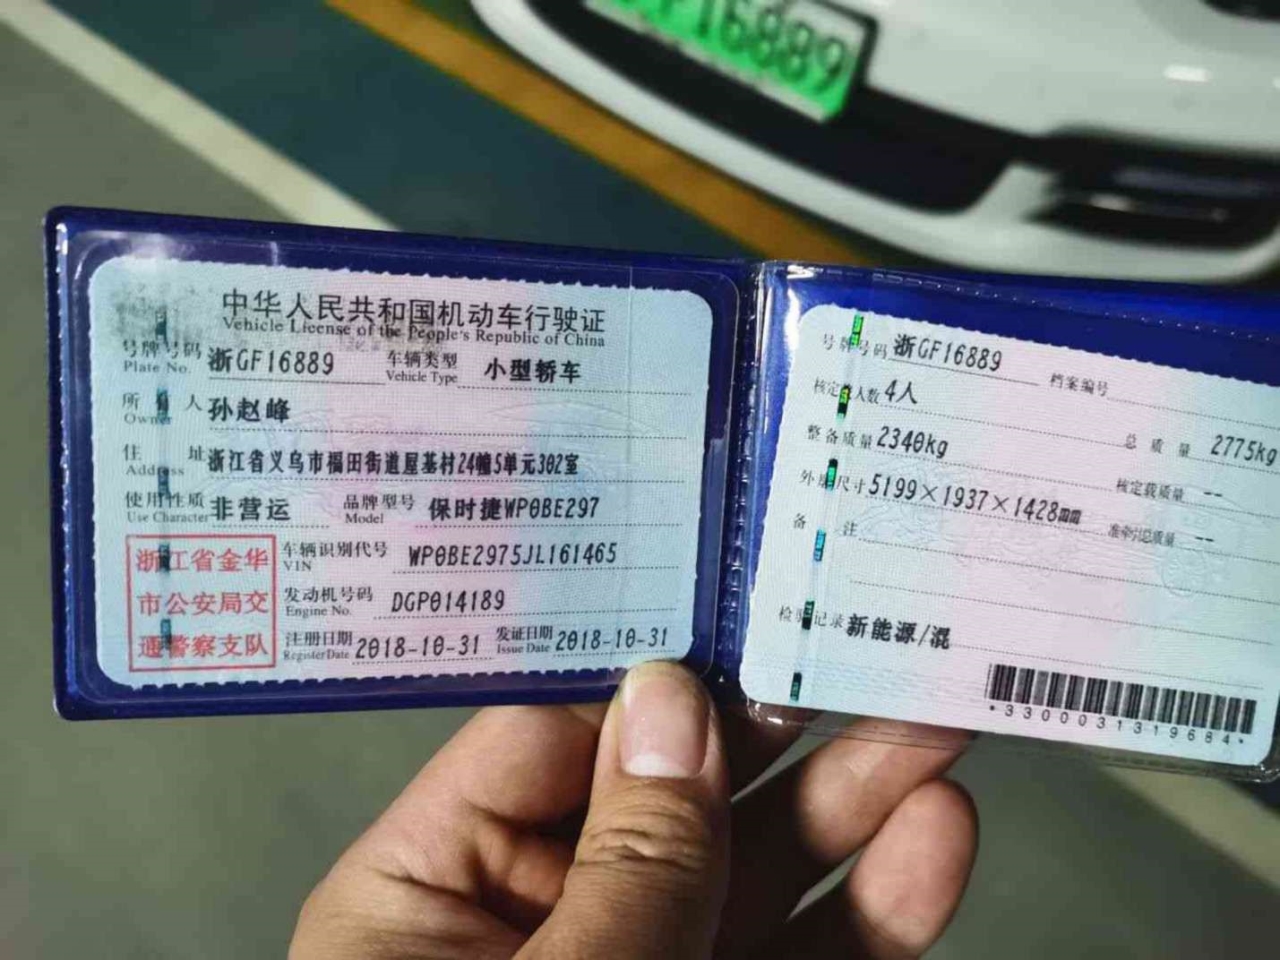 F16889
中华人民共和国机动车行驶证
Vehicle License of the People's Republic of China
号牌号码 浙GF16889 车辆类型 小型轿车
Plate No. Vehicle Type
所 人 孙赵峰
Owner
住 址 浙江省义乌市福田街道屋基村24幢5单元302室
Address
使用性质 非营运 品牌型号 保时捷WP0BE297
Use Character Model
浙江省金华
市公安局交
通警察支队
车辆识别代号 WP0BE2975JL161465
VIN
发动机号码 DGP014189
Engine No.
注册日期 2018-10-31 发证日期 2018-10-31
Register Date Issue Date
号牌号码 浙GF16889 档案编号
核定载人数 4人
总质量 2775kg
整备质量 2340kg
核定载质量 --
外廓尺寸 5199×1937×1428mm 准牵引总质量 --
备 注
检验记录 新能源/混
*3300031319684*